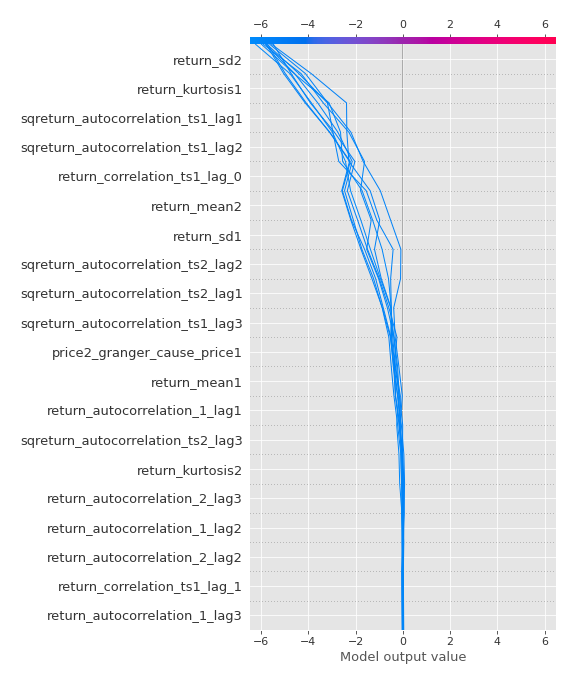 −6 −4 −2 0 2 4 6
return_sd2
return_kurtosis1
sqreturn_autocorrelation_ts1_lag1
sqreturn_autocorrelation_ts1_lag2
return_correlation_ts1_lag_0
return_mean2
return_sd1
sqreturn_autocorrelation_ts2_lag2
sqreturn_autocorrelation_ts2_lag1
sqreturn_autocorrelation_ts1_lag3
price2_granger_cause_price1
return_mean1
return_autocorrelation_1_lag1
sqreturn_autocorrelation_ts2_lag3
return_kurtosis2
return_autocorrelation_2_lag3
return_autocorrelation_1_lag2
return_autocorrelation_2_lag2
return_correlation_ts1_lag_1
return_autocorrelation_1_lag3
−6 −4 −2 0 2 4 6
Model output value